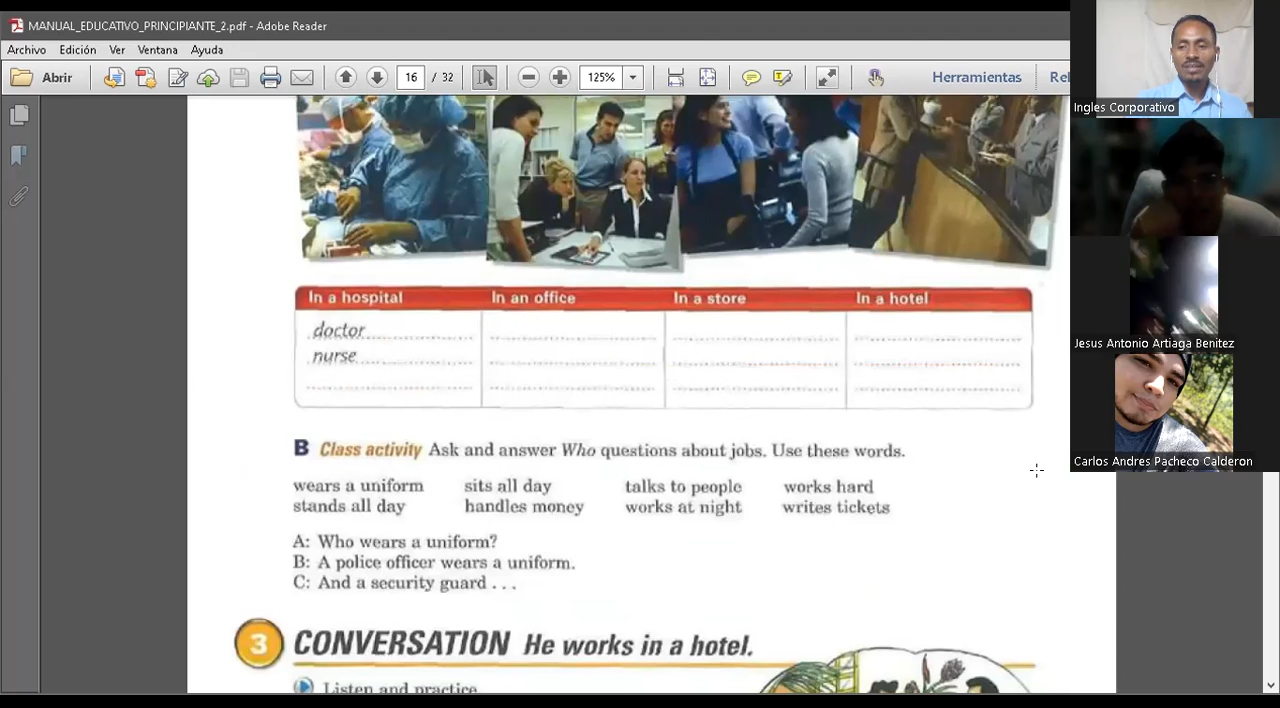 MANUAL_EDUCATIVO_PRINCIPIANTE_2.pdf - Adobe Reader
Archivo Edición Ver Ventana Ayuda
Abrir 16 / 32 125% Herramientas
Ingles Corporativo
Jesus Antonio Artiaga Benitez
Carlos Andres Pacheco Calderon
In a hospital In an office In a store In a hotel
doctor
nurse
B Class activity Ask and answer Who questions about jobs. Use these words.
wears a uniform sits all day talks to people works hard
stands all day handles money works at night writes tickets
A: Who wears a uniform?
B: A police officer wears a uniform.
C: And a security guard . . .
3 CONVERSATION He works in a hotel.
Listen and practice